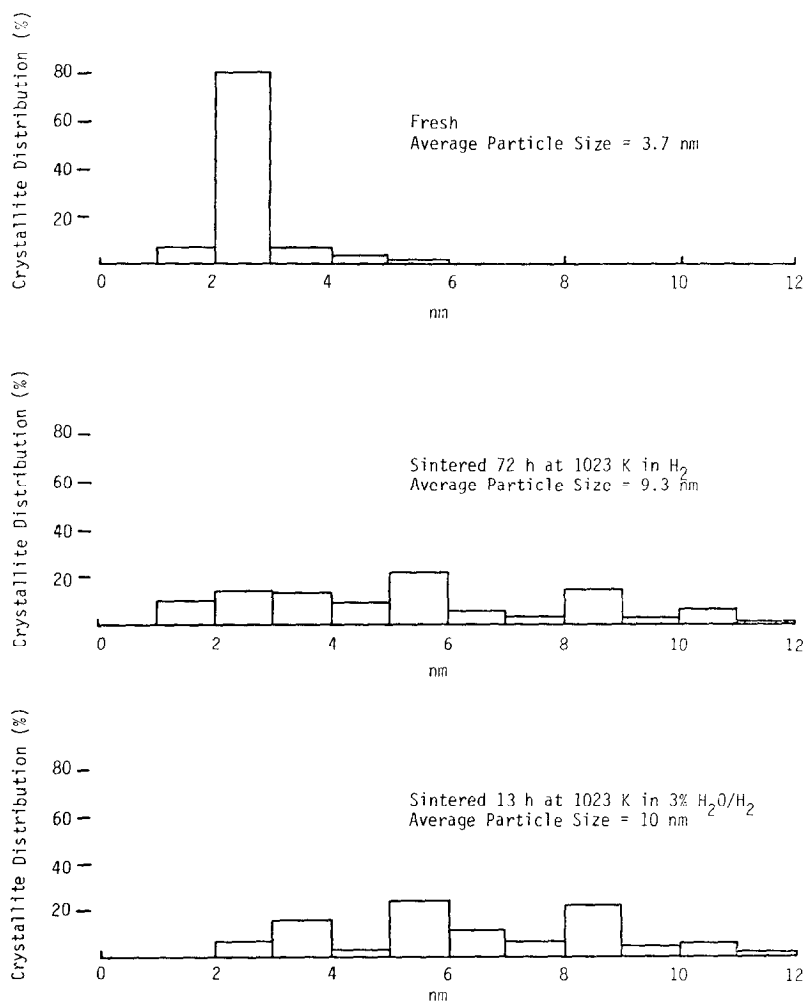 Crystallite Distribution (%)
80
60
40
20
Fresh
Average Particle Size = 3.7 nm
0 2 4 6 8 10 12
nm
Crystallite Distribution (%)
80
60
40
20
Sintered 72 h at 1023 K in H₂
Average Particle Size = 9.3 nm
0 2 4 6 8 10 12
nm
Crystallite Distribution (%)
80
60
40
20
Sintered 13 h at 1023 K in 3% H₂O/H₂
Average Particle Size = 10 nm
0 2 4 6 8 10 12
nm